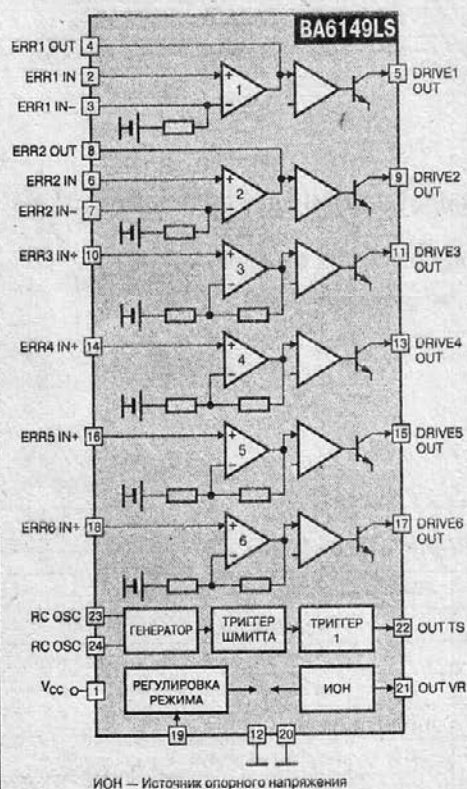 BA6149LS
ERR1 OUT 4
ERR1 IN 2
ERR1 IN– 3
+
–
1
5 DRIVE1 OUT
ERR2 OUT 8
ERR2 IN 6
ERR2 IN– 7
+
–
2
9 DRIVE2 OUT
ERR3 IN+ 10
+
–
3
11 DRIVE3 OUT
ERR4 IN+ 14
+
–
4
13 DRIVE4 OUT
ERR5 IN+ 16
+
–
5
15 DRIVE5 OUT
ERR6 IN+ 18
+
–
6
17 DRIVE6 OUT
RC OSC 23
RC OSC 24
ГЕНЕРАТОР
ТРИГГЕР
ШМИТТА
ТРИГГЕР
1
22 OUT TS
VCC 1
РЕГУЛИРОВКА
РЕЖИМА
ИОН
21 OUT VR
19
12
20
ИОН — Источник опорного напряжения